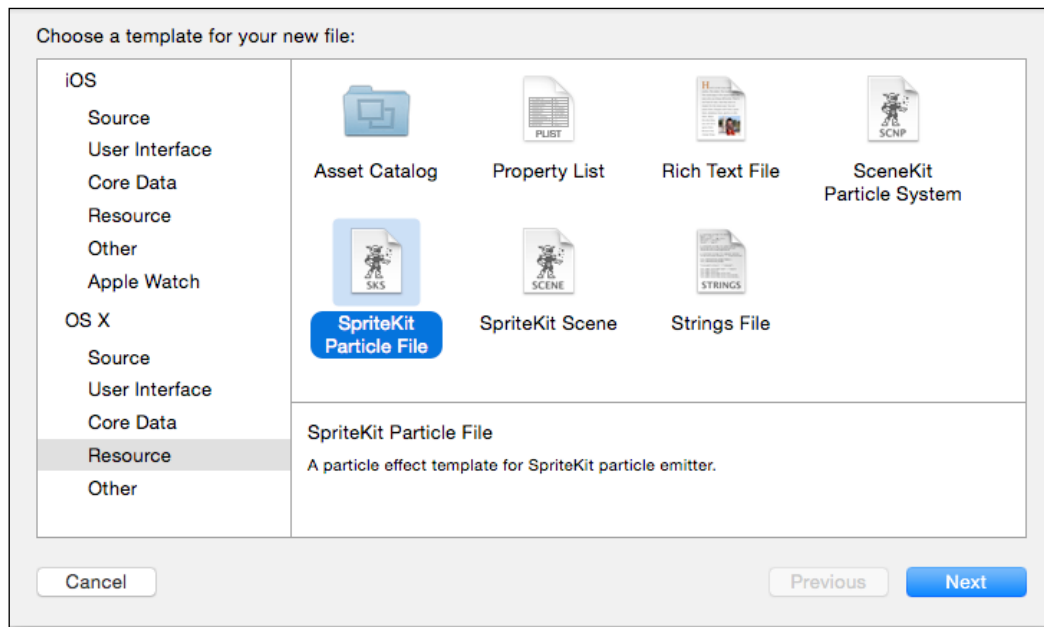 Choose a template for your new file:
iOS
Source
User Interface
Core Data
Resource
Other
Apple Watch
OS X
Source
User Interface
Core Data
Resource
Other
PLIST
H
SCNP
Asset Catalog
Property List
Rich Text File
SceneKit
Particle System
SKS
SCENE
STRINGS
SpriteKit
Particle File
SpriteKit Scene
Strings File
SpriteKit Particle File
A particle effect template for SpriteKit particle emitter.
Cancel
Previous
Next